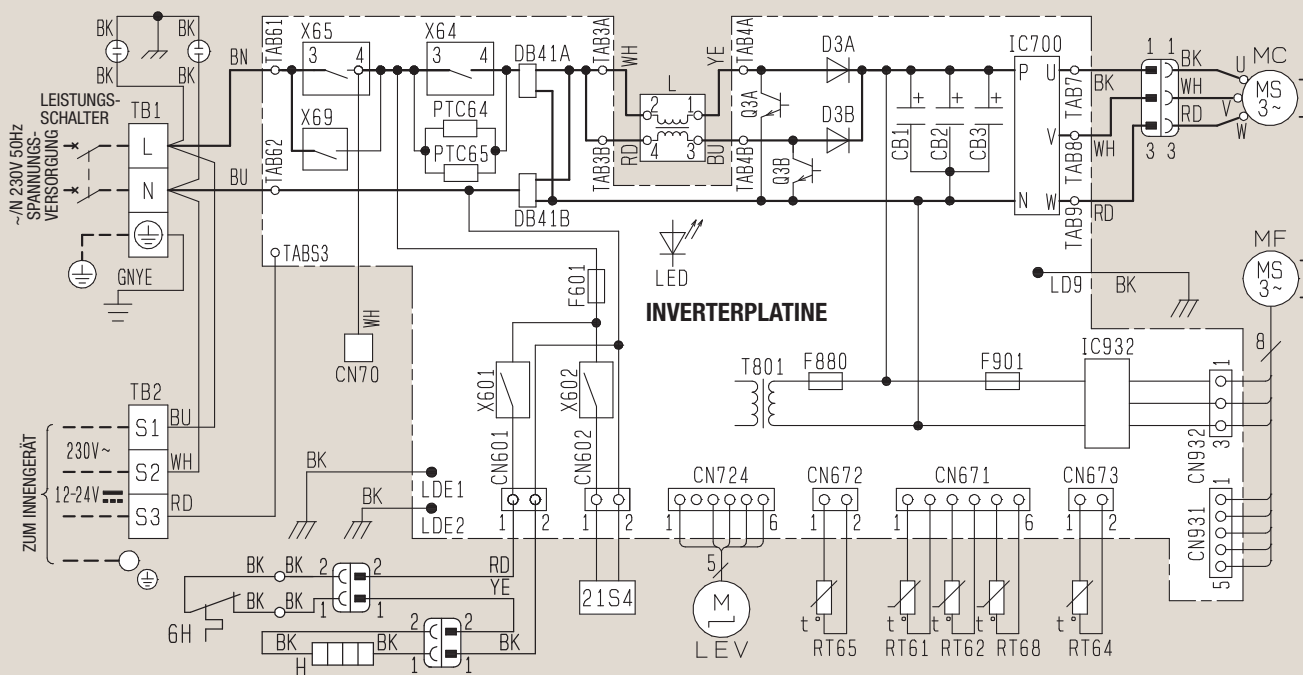 BK
BK
BK
BK
LEISTUNGS-
SCHALTER
~/N 230V 50Hz
SPANNUNGS-
VERSORGUNG
TB1
L
N
GNYE
BN
BU
TAB61
TAB62
TABS3
X65
3 4
X69
X64
3 4
PTC64
PTC65
DB41A
DB41B
TAB3A
TAB3B
WH
RD
L
2 1
4 3
YE
BU
TAB4A
TAB4B
Q3A
Q3B
D3A
D3B
CB1
CB2
CB3
+
+
+
IC700
P U
V
N W
TAB7
TAB8
TAB9
BK
WH
RD
1 1
3 3
BK
WH
RD
U
V
W
MC
MS
3~
MF
MS
3~
8
LED
INVERTERPLATINE
LD9
BK
F601
WH
CN70
X601
X602
T801
F880
F901
IC932
CN932
1
3
CN931
1
5
TB2
S1
S2
S3
BU
WH
RD
230V~
12-24V
ZUM INNENGERÄT
BK
LDE1
BK
LDE2
CN601
1 2
CN602
1 2
CN724
1 6
CN672
1 2
CN671
1 6
CN673
1 2
BK BK
2 2
RD
YE
BK BK
1 1
6H
BK
H
BK
2 2
1 1
BK
21S4
5
M
LEV
t°
RT65
t°
RT61
RT62
RT68
t°
RT64